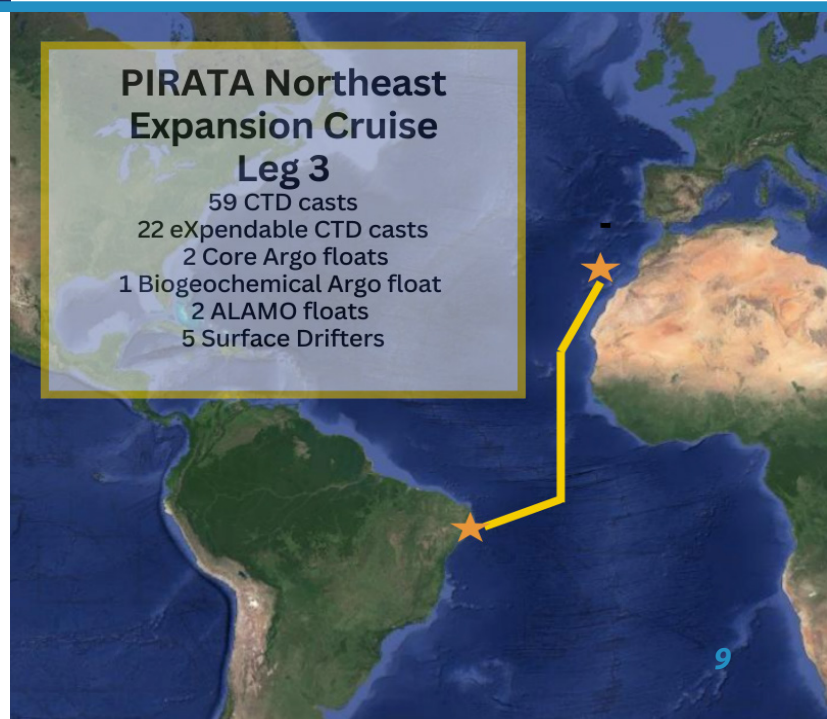 PIRATA Northeast
Expansion Cruise
Leg 3
59 CTD casts
22 eXpendable CTD casts
2 Core Argo floats
1 Biogeochemical Argo float
2 ALAMO floats
5 Surface Drifters
9